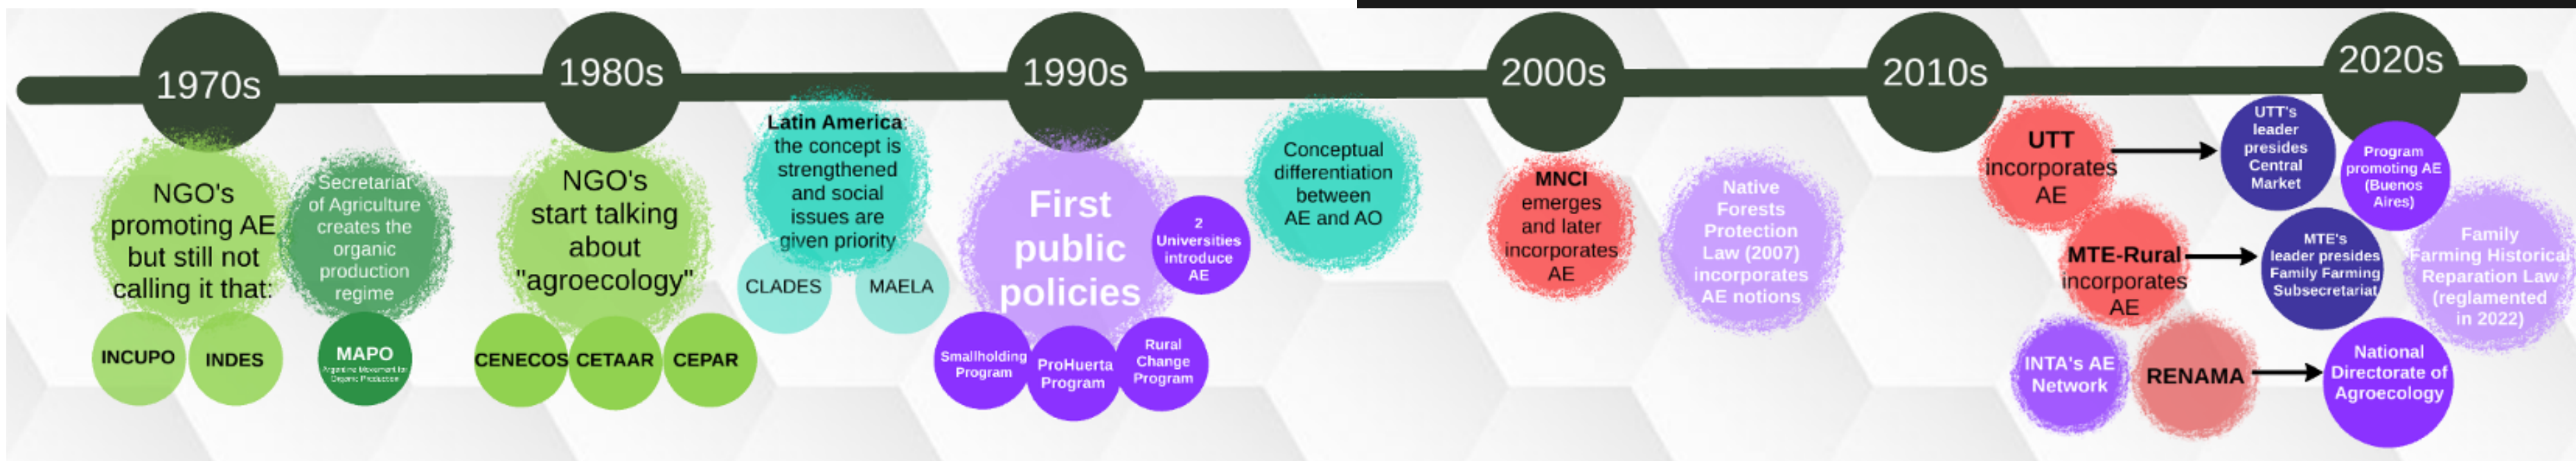 1970s
NGO's
promoting AE
but still not
calling it that:
INCUPO
INDES
Secretariat
of Agriculture
creates the
organic
production
regime
MAPO
Argentine Movement for
Organic Production
1980s
NGO's
start talking
about
"agroecology"
CENECOS
CETAAR
CEPAR
Latin America:
the concept is
strengthened
and social
issues are
given priority
CLADES
MAELA
1990s
First
public
policies
Smallholding
Program
ProHuerta
Program
Rural
Change
Program
2
Universities
introduce
AE
Conceptual
differentiation
between
AE and AO
2000s
MNCI
emerges
and later
incorporates
AE
Native
Forests
Protection
Law (2007)
incorporates
AE notions
2010s
UTT
incorporates
AE
MTE-Rural
incorporates
AE
INTA's AE
Network
RENAMA
2020s
UTT's
leader
presides
Central
Market
Program
promoting AE
(Buenos
Aires)
MTE's
leader presides
Family Farming
Subsecretariat
Family
Farming Historical
Reparation Law
(reglamented
in 2022)
National
Directorate of
Agroecology